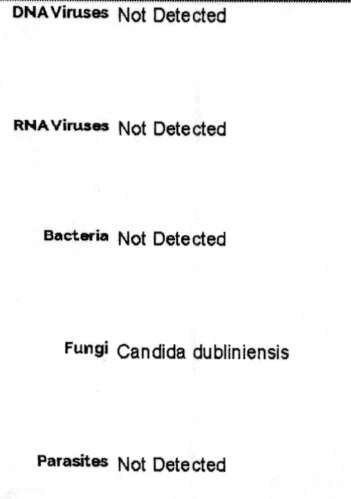 DNA Viruses Not Detected
RNA Viruses Not Detected
Bacteria Not Detected
Fungi Candida dubliniensis
Parasites Not Detected